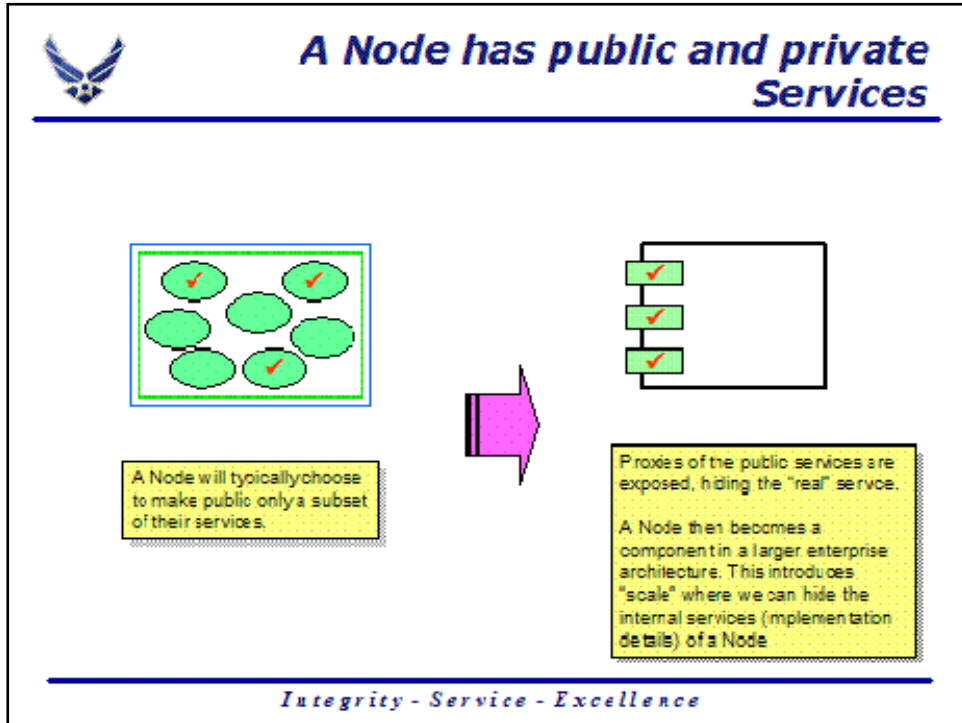 A Node has public and private
Services
A Node will typically choose
to make public only a subset
of their services.
Proxies of the public services are
exposed, hiding the "real" service.
A Node then becomes a
component in a larger enterprise
architecture. This introduces
"scale" where we can hide the
internal services (implementation
details) of a Node
Integrity - Service - Excellence